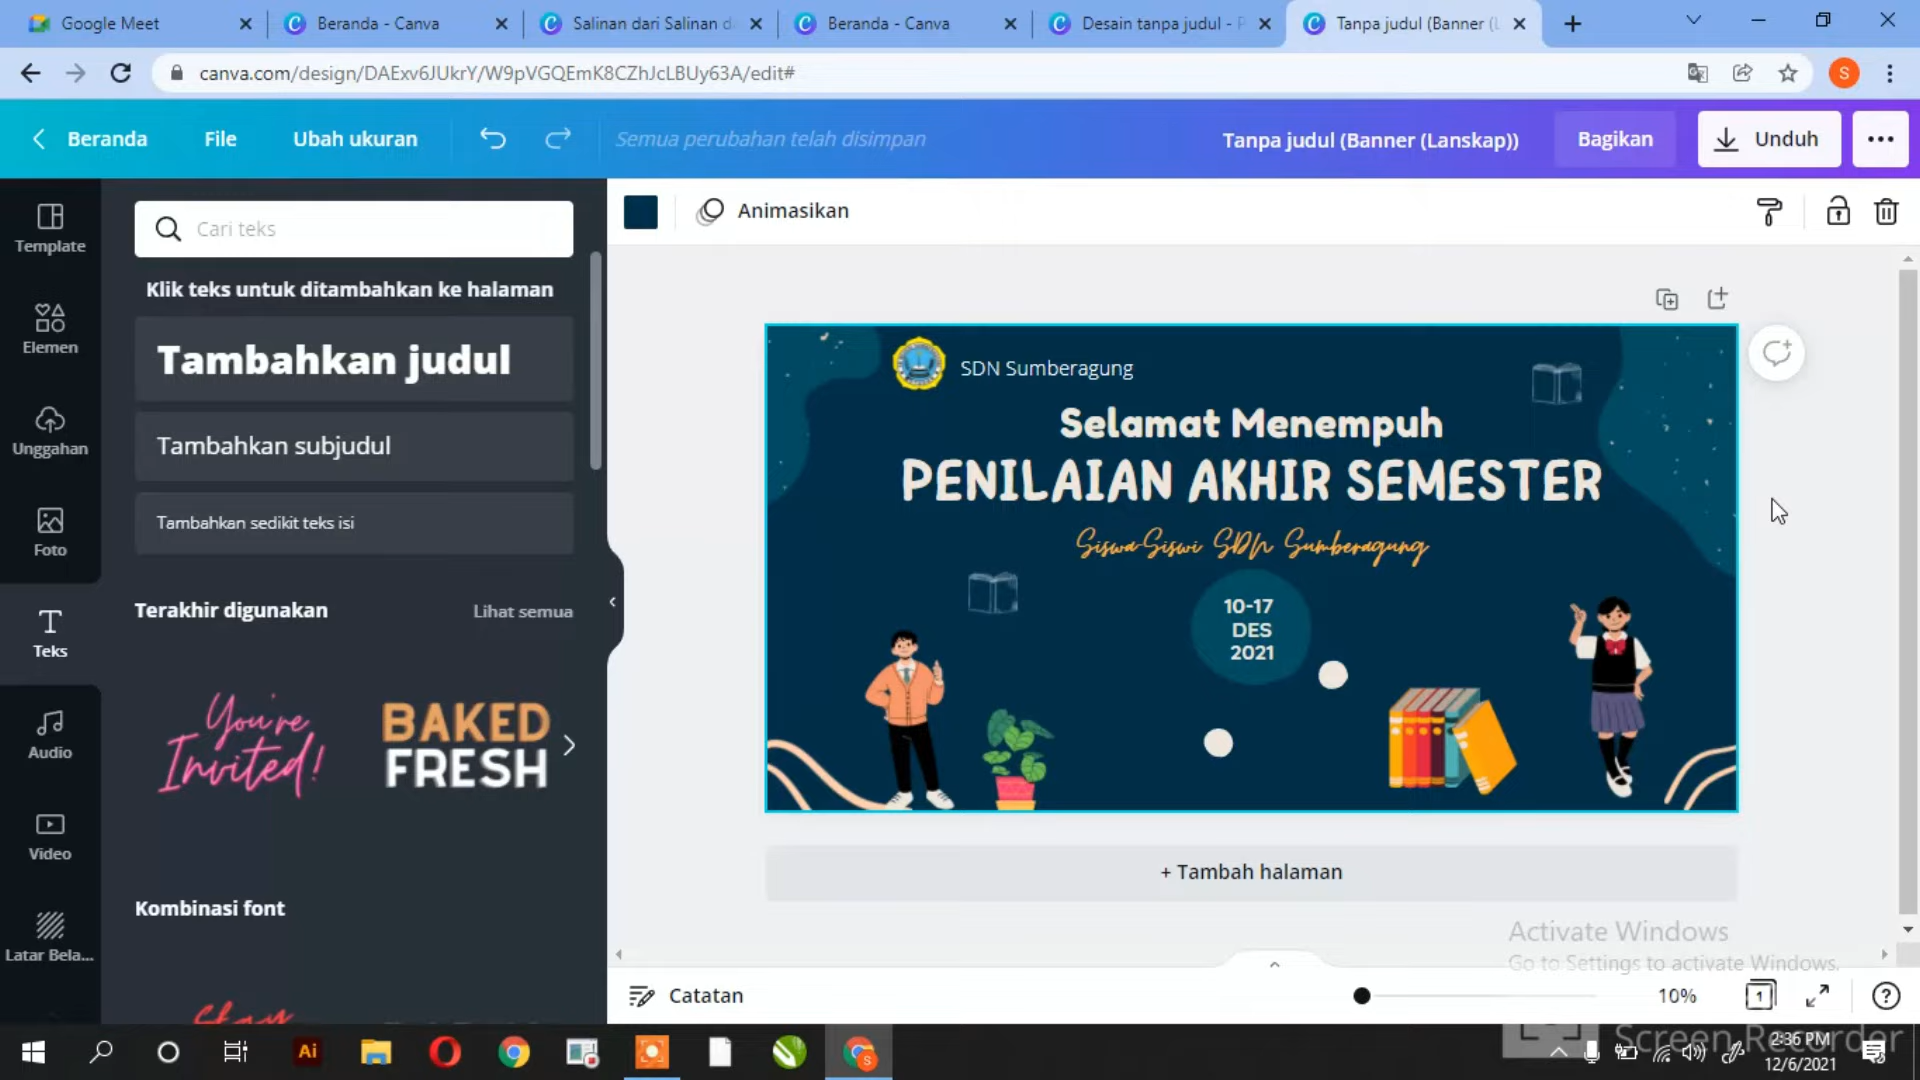 Google Meet
Beranda - Canva
Salinan dari Salinan d
Beranda - Canva
Desain tanpa judul - P
Tanpa judul (Banner (L
canva.com/design/DAExv6JUkrY/W9pVGQEmK8CZhJcLBUy63A/edit#
S
Beranda
File
Ubah ukuran
Semua perubahan telah disimpan
Tanpa judul (Banner (Lanskap))
Bagikan
Unduh
Template
Elemen
Unggahan
Foto
Teks
Audio
Video
Latar Bela...
Cari teks
Klik teks untuk ditambahkan ke halaman
Tambahkan judul
Tambahkan subjudul
Tambahkan sedikit teks isi
Terakhir digunakan
Lihat semua
You're
Invited!
BAKED
FRESH
Kombinasi font
Animasikan
SDN Sumberagung
Selamat Menempuh
PENILAIAN AKHIR SEMESTER
Siswa-Siswi SDN Sumberagung
10-17
DES
2021
+ Tambah halaman
Activate Windows
Go to Settings to activate Windows.
Catatan
10%
1
Ai
S
Screen Recorder
2:36 PM
12/6/2021